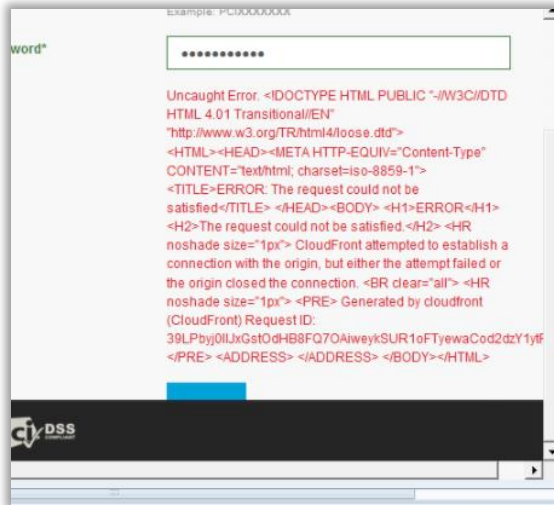 Example: PCIXXXXXXX
word*
Uncaught Error. <!DOCTYPE HTML PUBLIC "-//W3C//DTD
HTML 4.01 Transitional//EN"
"http://www.w3.org/TR/html4/loose.dtd">
<HTML><HEAD><META HTTP-EQUIV="Content-Type"
CONTENT="text/html; charset=iso-8859-1">
<TITLE>ERROR: The request could not be
satisfied</TITLE> </HEAD><BODY> <H1>ERROR</H1>
<H2>The request could not be satisfied.</H2> <HR
noshade size="1px"> CloudFront attempted to establish a
connection with the origin, but either the attempt failed or
the origin closed the connection. <BR clear="all"> <HR
noshade size="1px"> <PRE> Generated by cloudfront
(CloudFront) Request ID:
</PRE> <ADDRESS> </ADDRESS> </BODY></HTML>
DSS
COMPLIANT